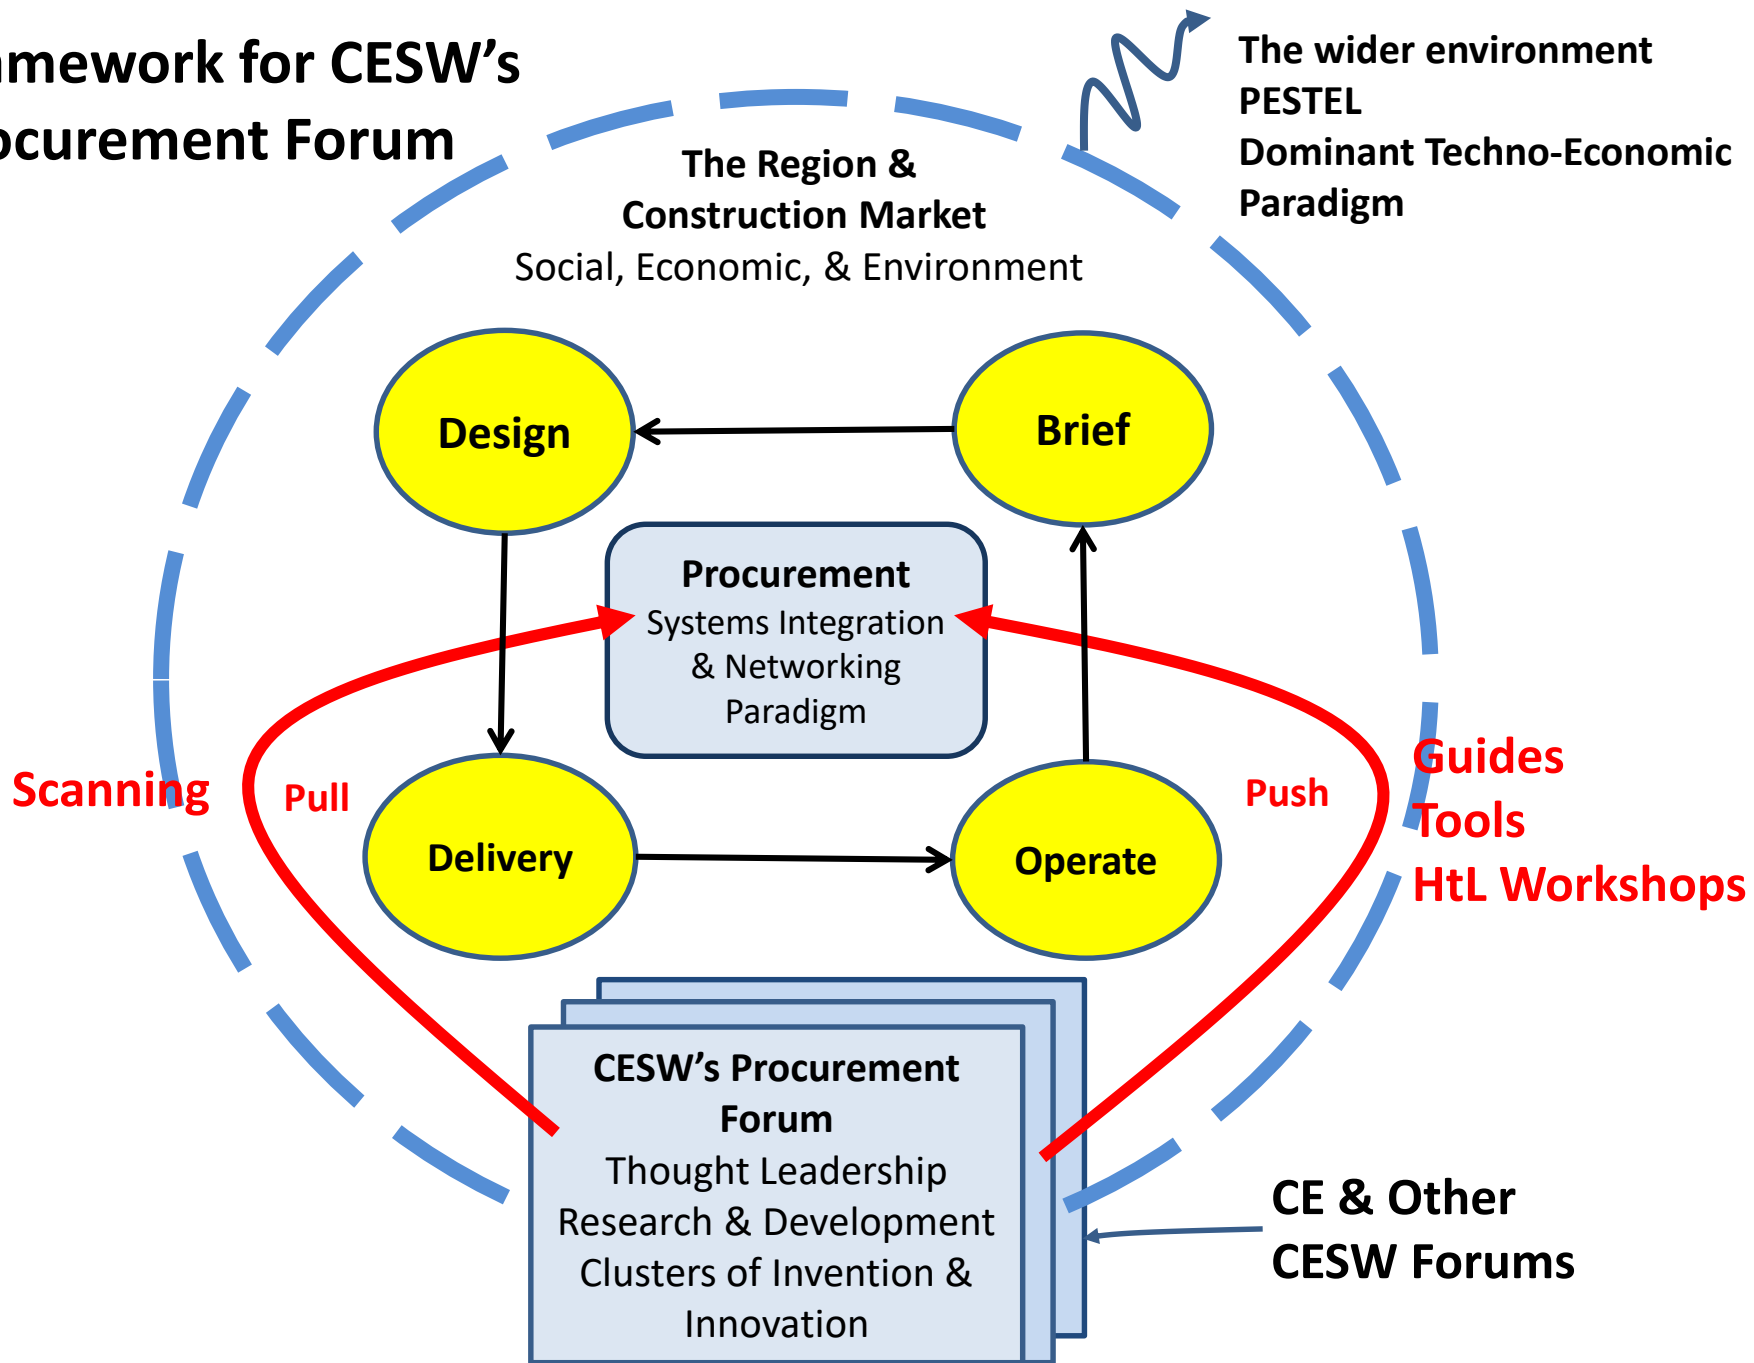 amework for CESW's
ocurement Forum
The wider environment
PESTEL
Dominant Techno-Economic
Paradigm
The Region &
Construction Market
Social, Economic, & Environment
Design
Brief
Procurement
Systems Integration
& Networking
Paradigm
Scanning
Pull
Push
Guides
Tools
HtL Workshops
Delivery
Operate
CESW's Procurement
Forum
Thought Leadership
Research & Development
Clusters of Invention &
Innovation
CE & Other
CESW Forums